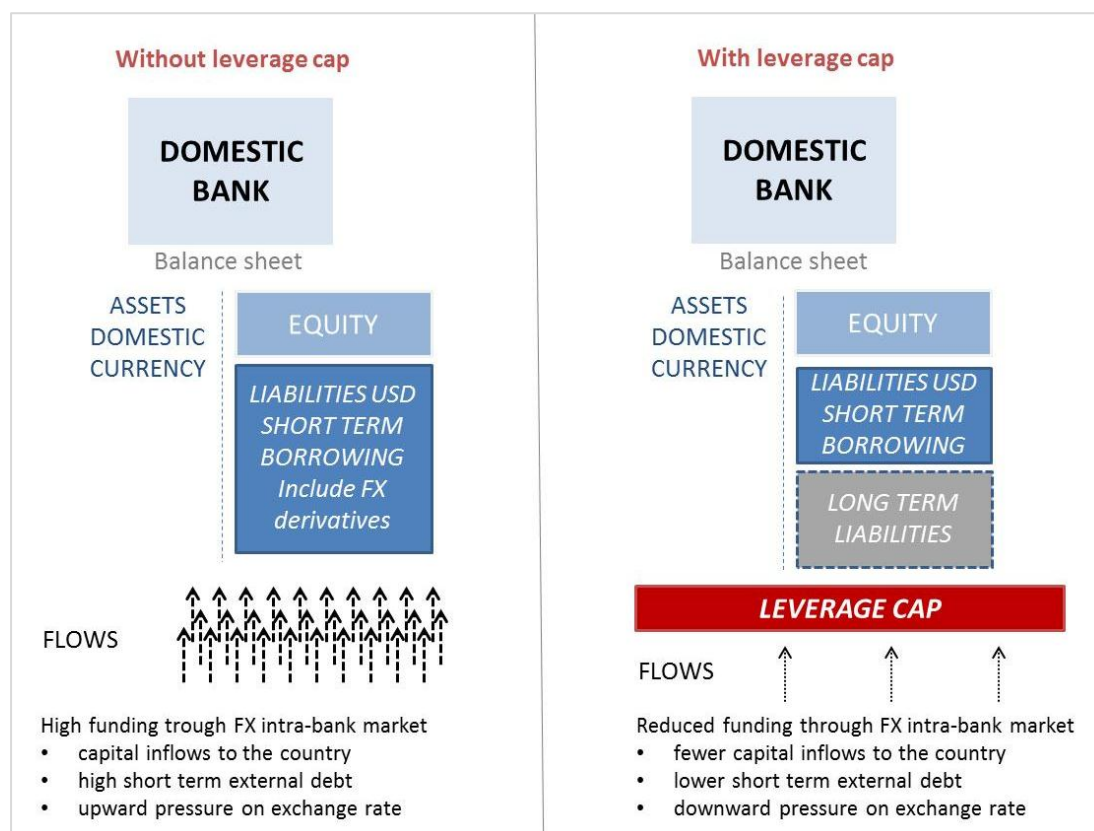 Without leverage cap
DOMESTIC
BANK
Balance sheet
ASSETS
DOMESTIC
CURRENCY
EQUITY
LIABILITIES USD
SHORT TERM
BORROWING
Include FX
derivatives
FLOWS
High funding trough FX intra-bank market
• capital inflows to the country
• high short term external debt
• upward pressure on exchange rate
With leverage cap
DOMESTIC
BANK
Balance sheet
ASSETS
DOMESTIC
CURRENCY
EQUITY
LIABILITIES USD
SHORT TERM
BORROWING
LONG TERM
LIABILITIES
LEVERAGE CAP
FLOWS
Reduced funding through FX intra-bank market
• fewer capital inflows to the country
• lower short term external debt
• downward pressure on exchange rate